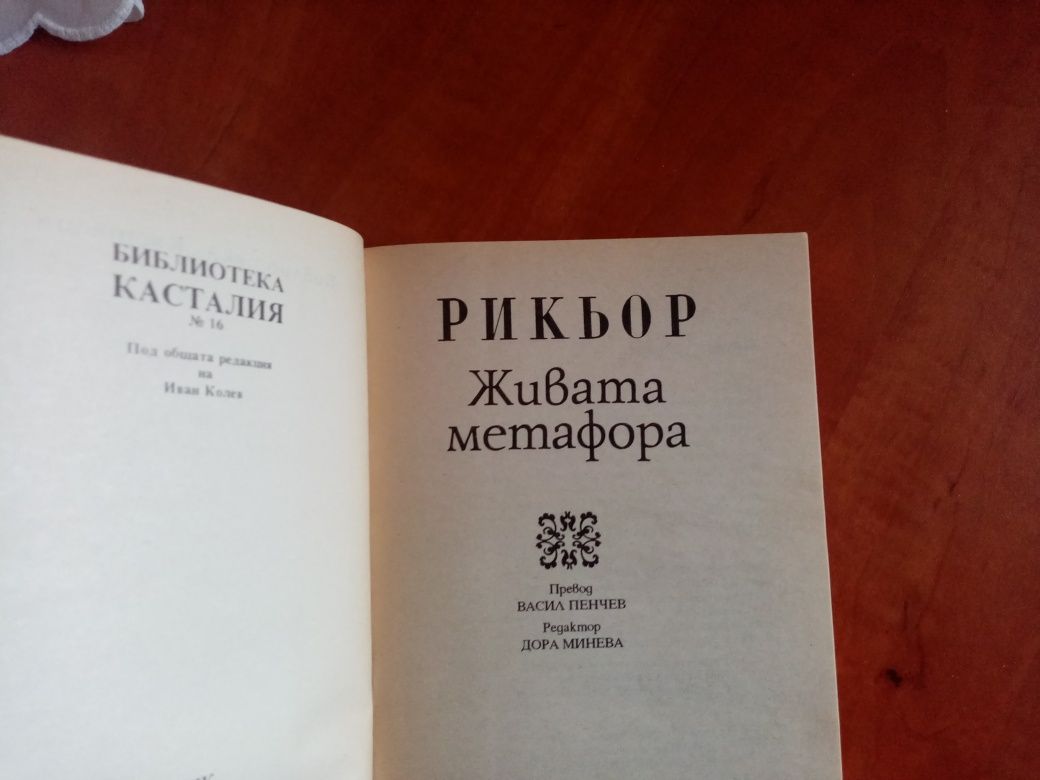 БИБЛИОТЕКА
КАСТАЛИЯ
№ 16
Под общата редакция
на
Иван Колев
РИКЬОР
Живата
метафора
Превод
ВАСИЛ ПЕНЧЕВ
Редактор
ДОРА МИНЕВА